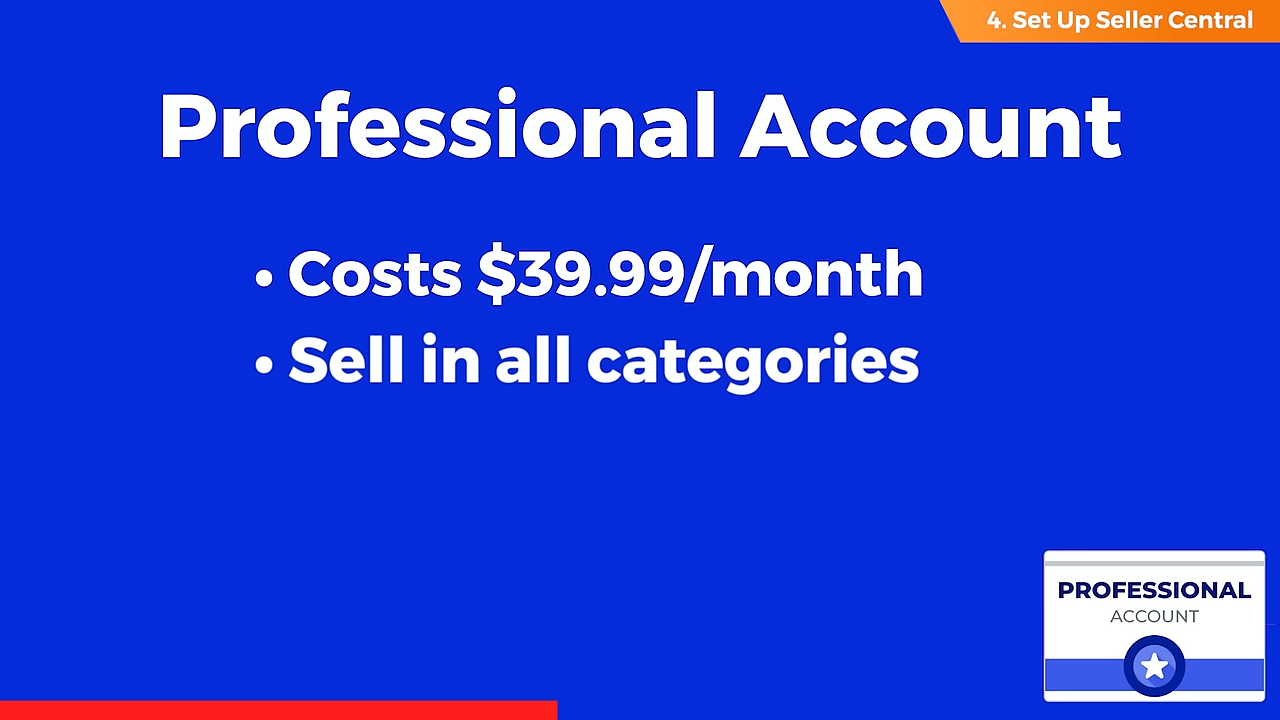 4. Set Up Seller Central
Professional Account
• Costs $39.99/month
• Sell in all categories
PROFESSIONAL
ACCOUNT